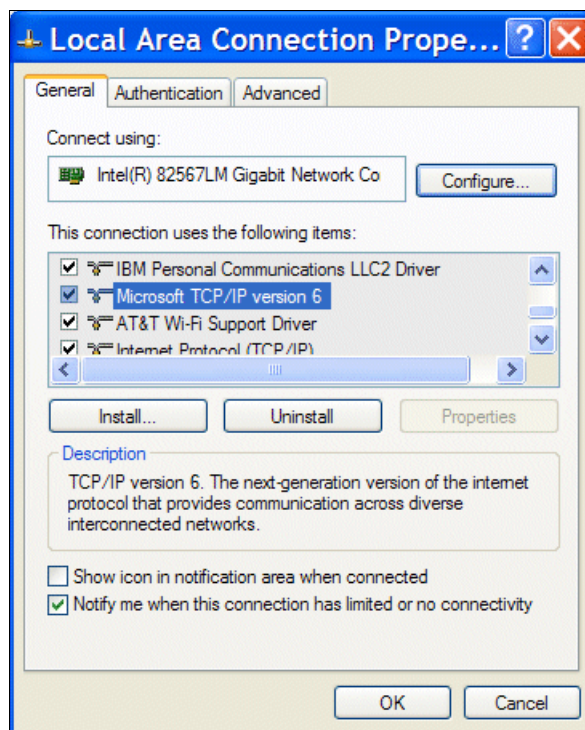 Local Area Connection Prope...
General
Authentication
Advanced
Connect using:
Intel(R) 82567LM Gigabit Network Co
Configure...
This connection uses the following items:
IBM Personal Communications LLC2 Driver
Microsoft TCP/IP version 6
AT&T Wi-Fi Support Driver
Internet Protocol (TCP/IP)
Install...
Uninstall
Properties
Description
TCP/IP version 6. The next-generation version of the internet
protocol that provides communication across diverse
interconnected networks.
Show icon in notification area when connected
Notify me when this connection has limited or no connectivity
OK
Cancel